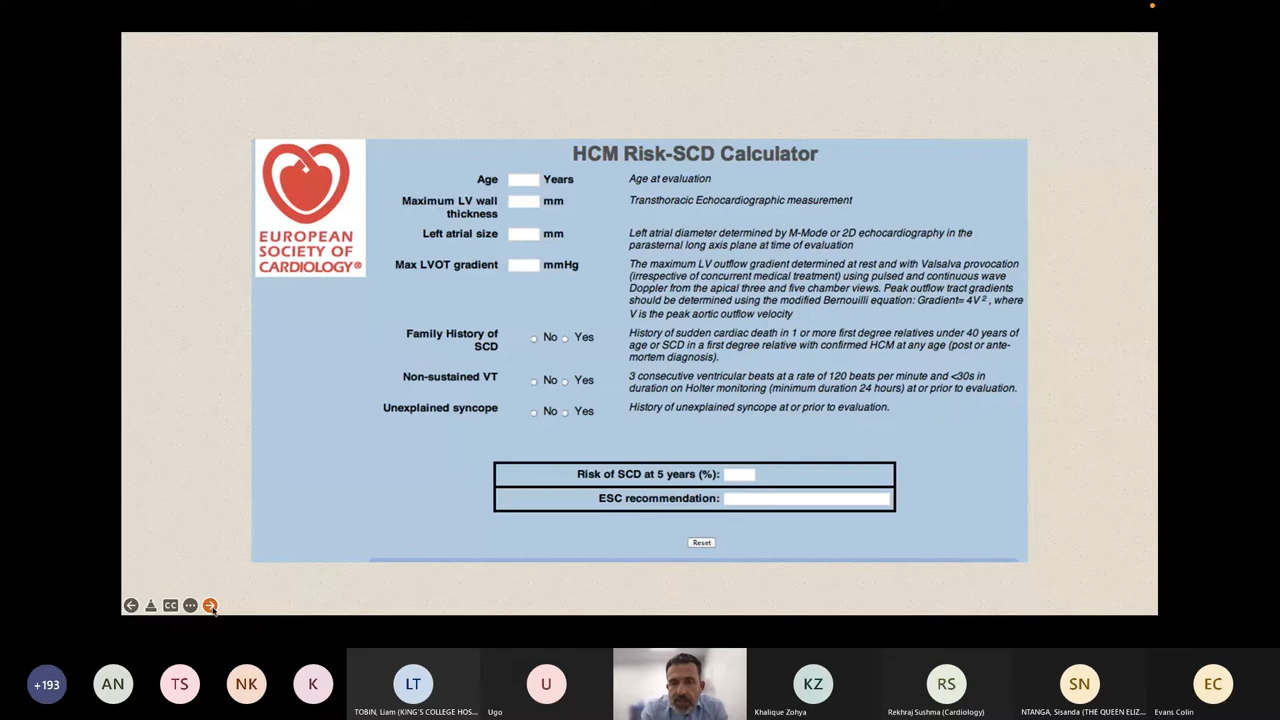 HCM Risk-SCD Calculator
EUROPEAN
SOCIETY OF
CARDIOLOGY®
Age Years Age at evaluation
Maximum LV wall
thickness
mm Transthoracic Echocardiographic measurement
Left atrial size mm Left atrial diameter determined by M-Mode or 2D echocardiography in the
parasternal long axis plane at time of evaluation
Max LVOT gradient mmHg The maximum LV outflow gradient determined at rest and with Valsalva provocation
(irrespective of concurrent medical treatment) using pulsed and continuous wave
Doppler from the apical three and five chamber views. Peak outflow tract gradients
should be determined using the modified Bernouilli equation: Gradient= 4V², where
V is the peak aortic outflow velocity
Family History of
SCD
No Yes History of sudden cardiac death in 1 or more first degree relatives under 40 years of
age or SCD in a first degree relative with confirmed HCM at any age (post or ante-
mortem diagnosis).
Non-sustained VT No Yes 3 consecutive ventricular beats at a rate of 120 beats per minute and <30s in
duration on Holter monitoring (minimum duration 24 hours) at or prior to evaluation.
Unexplained syncope No Yes History of unexplained syncope at or prior to evaluation.
Risk of SCD at 5 years (%):
ESC recommendation:
Reset
CC
+193 AN TS NK K LT U KZ RS SN EC
TOBIN, Liam (KING'S COLLEGE HOS... Ugo Khalique Zohya Rekhraj Sushma (Cardiology) NTANGA, Sisanda (THE QUEEN ELIZ... Evans Colin